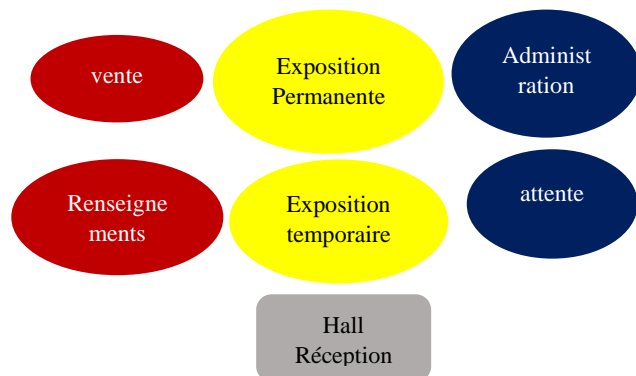 vente
Exposition
Permanente
Administ
ration
Renseigne
ments
Exposition
temporaire
attente
Hall
Réception